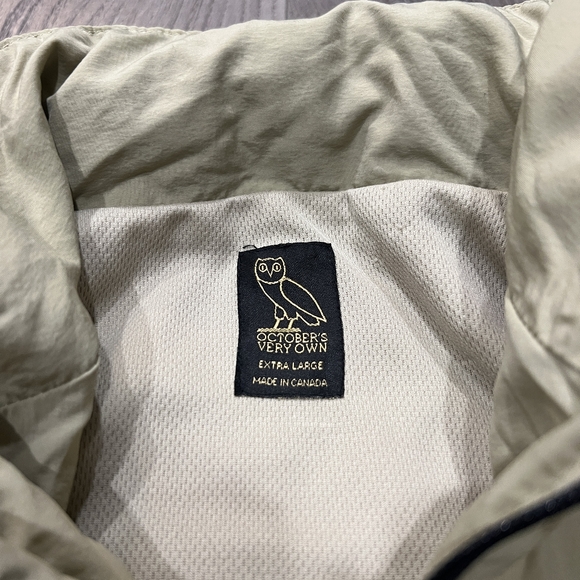 OCTOBER'S
VERY OWN
EXTRA LARGE
MADE IN CANADA